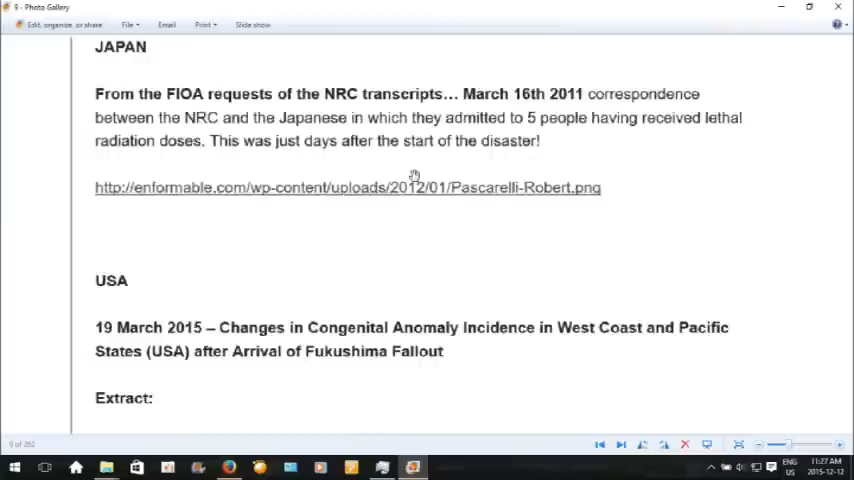 9 - Photo Gallery
Edit, organize, or share File Email Print Slide show
JAPAN
From the FIOA requests of the NRC transcripts… March 16th 2011 correspondence
between the NRC and the Japanese in which they admitted to 5 people having received lethal
radiation doses. This was just days after the start of the disaster!
http://enformable.com/wp-content/uploads/2012/01/Pascarelli-Robert.png
USA
19 March 2015 – Changes in Congenital Anomaly Incidence in West Coast and Pacific
States (USA) after Arrival of Fukushima Fallout
Extract:
9 of 262
ENG 11:27 AM
US 2015-12-12